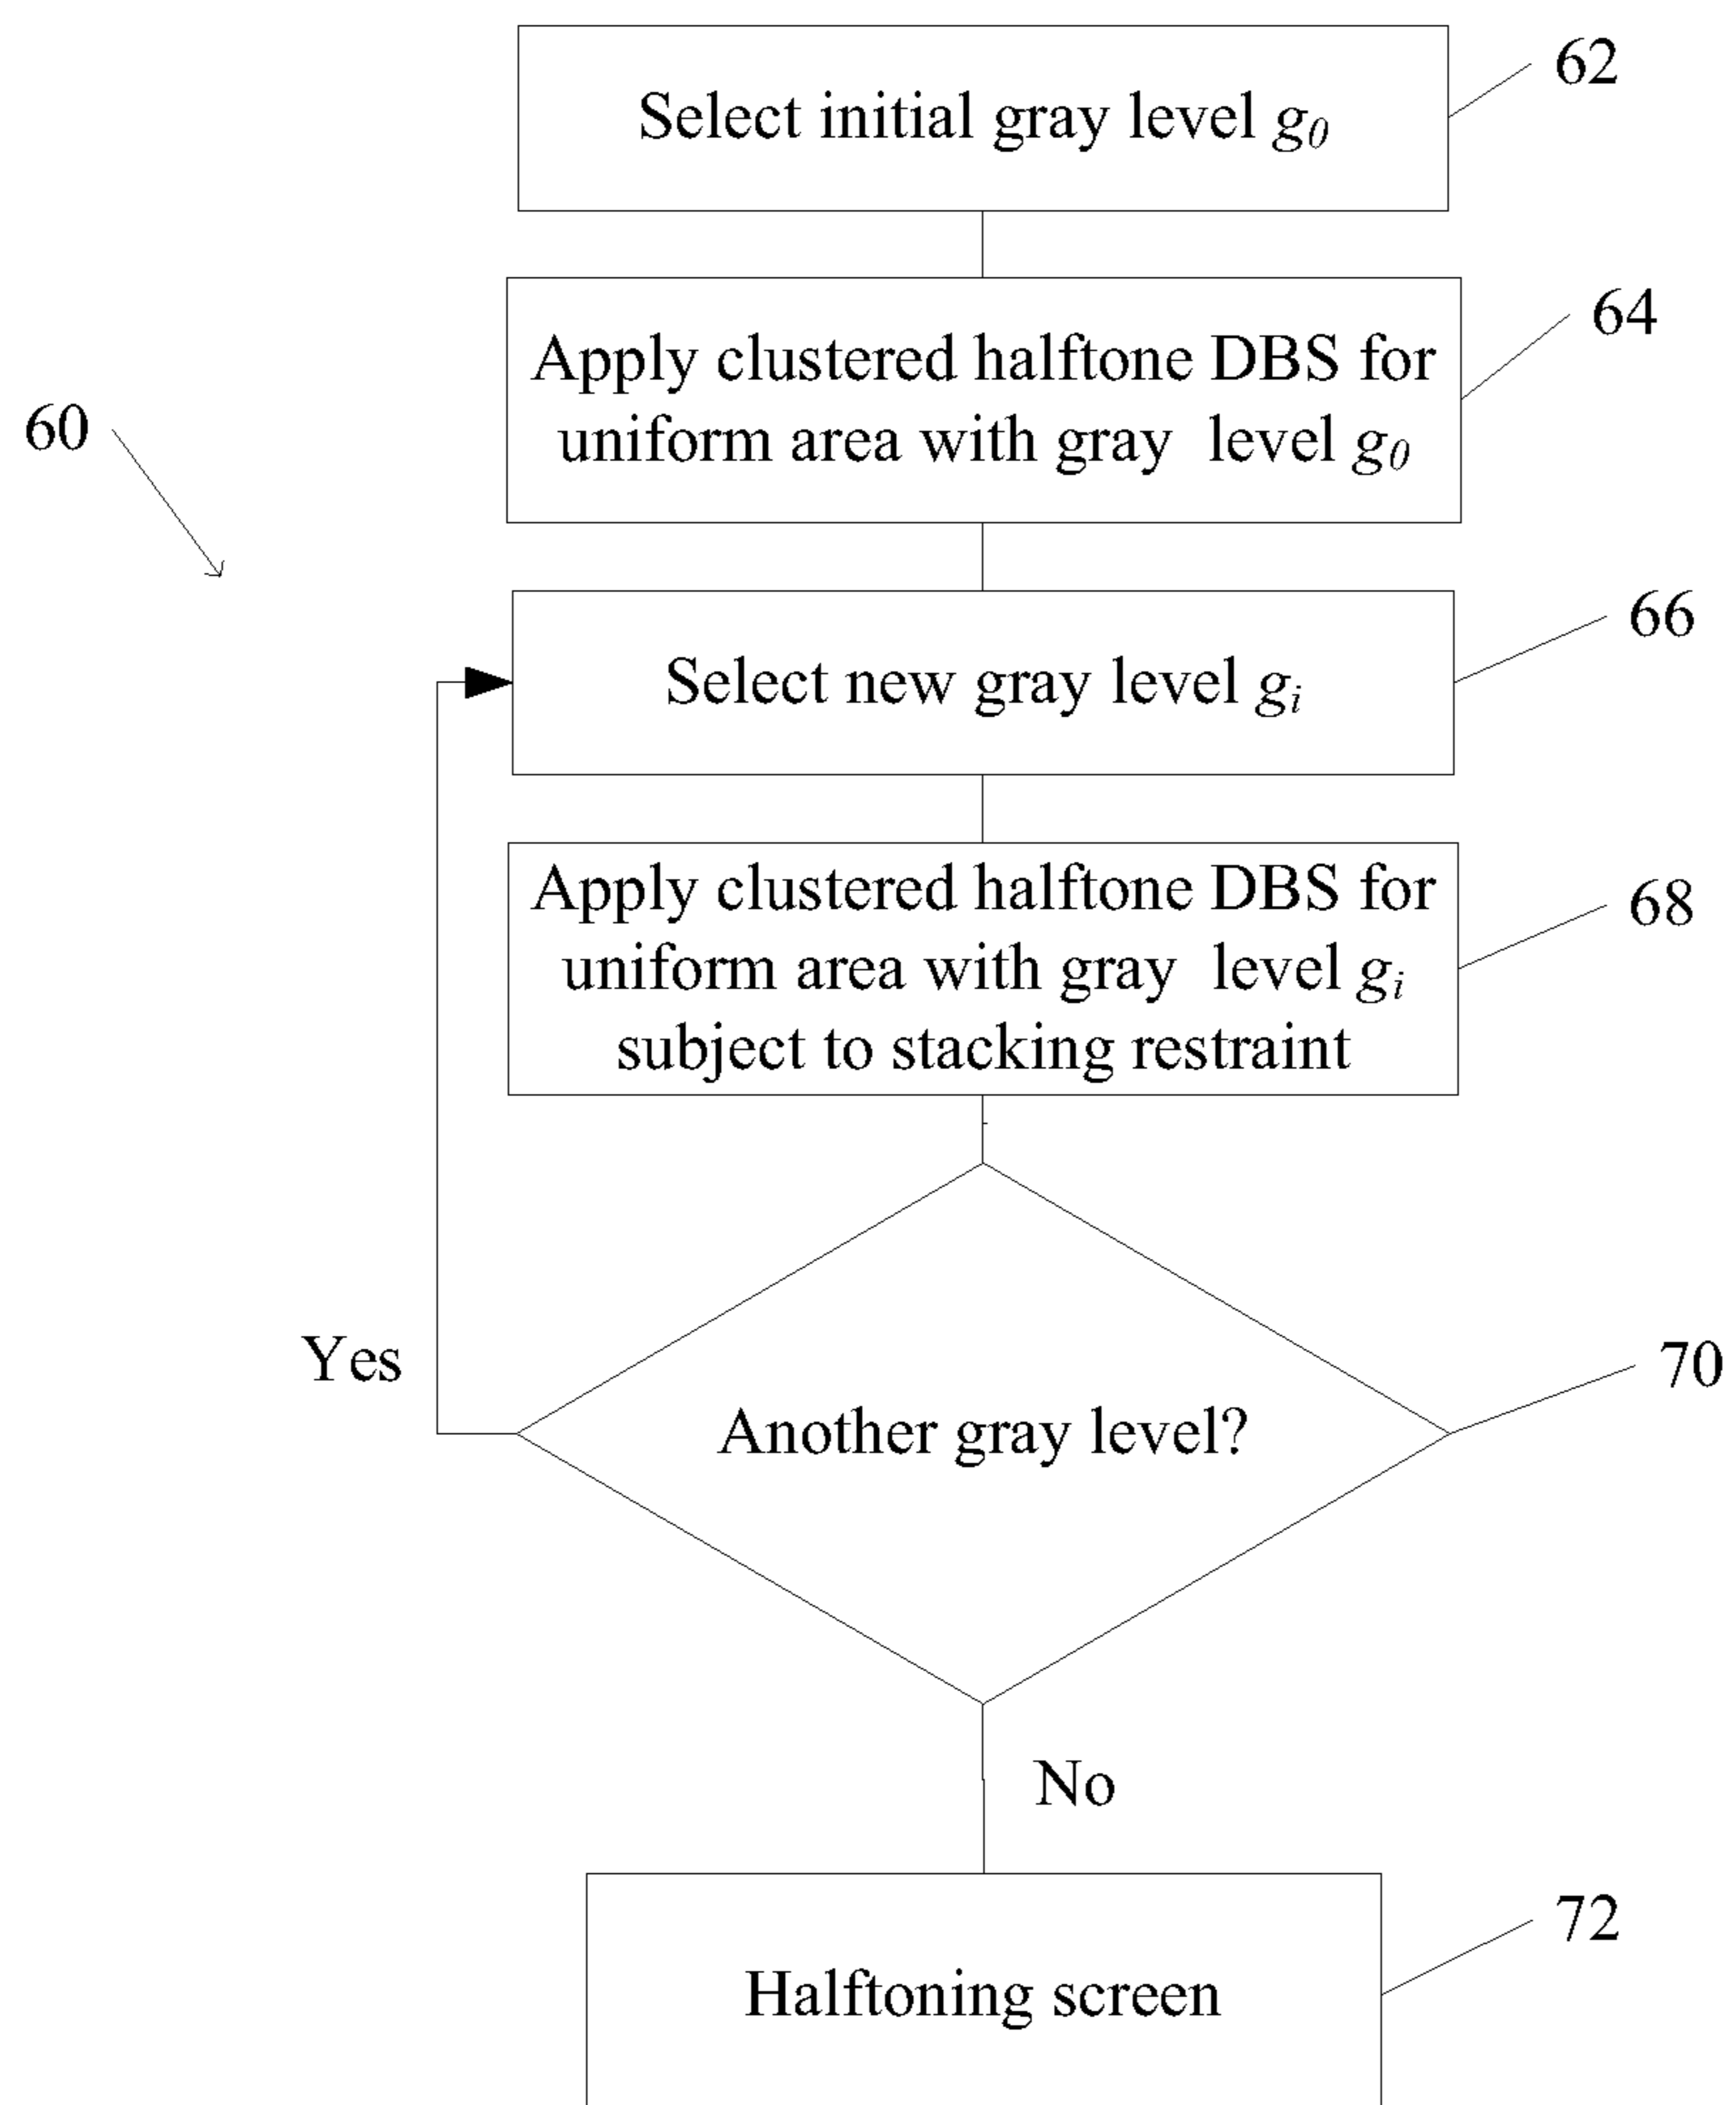 62
Select initial gray level g0
64
Apply clustered halftone DBS for
uniform area with gray level g0
60
66
Select new gray level gi
68
Apply clustered halftone DBS for
uniform area with gray level gi
subject to stacking restraint
Yes
70
Another gray level?
No
72
Halftoning screen